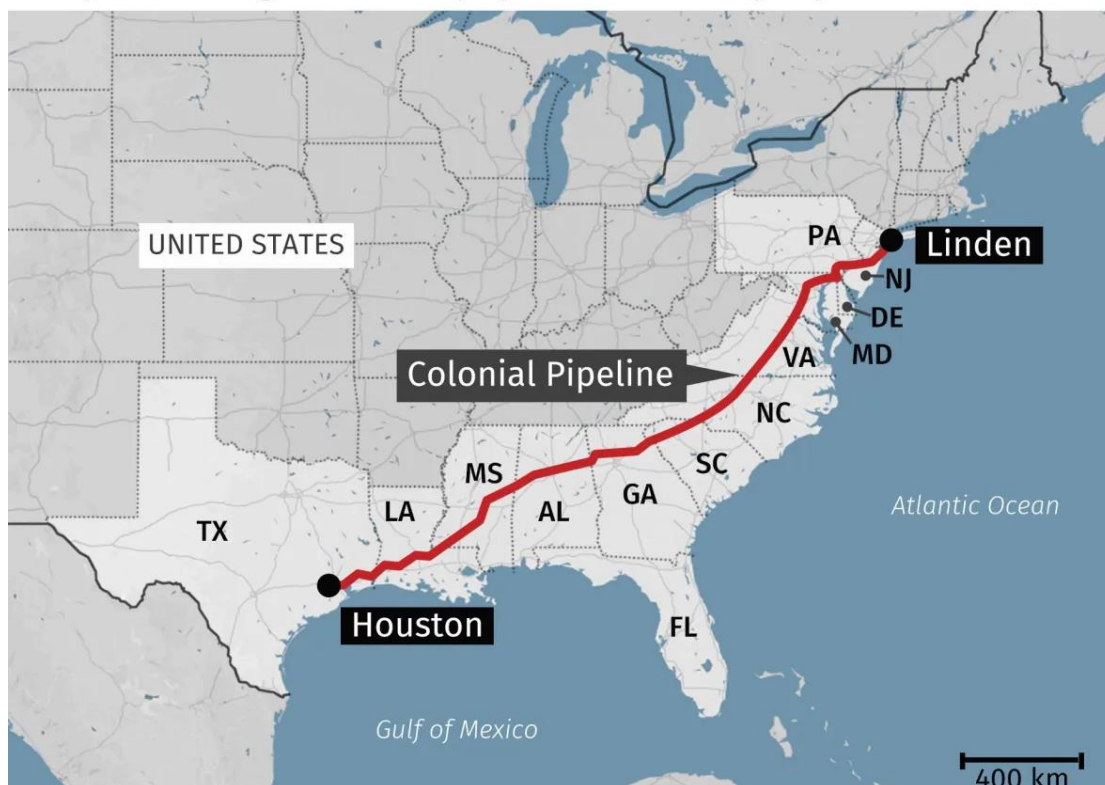 UNITED STATES
PA
Linden
NJ
DE
MD
VA
Colonial Pipeline
NC
MS
SC
GA
LA
AL
TX
Atlantic Ocean
Houston
FL
Gulf of Mexico
400 km